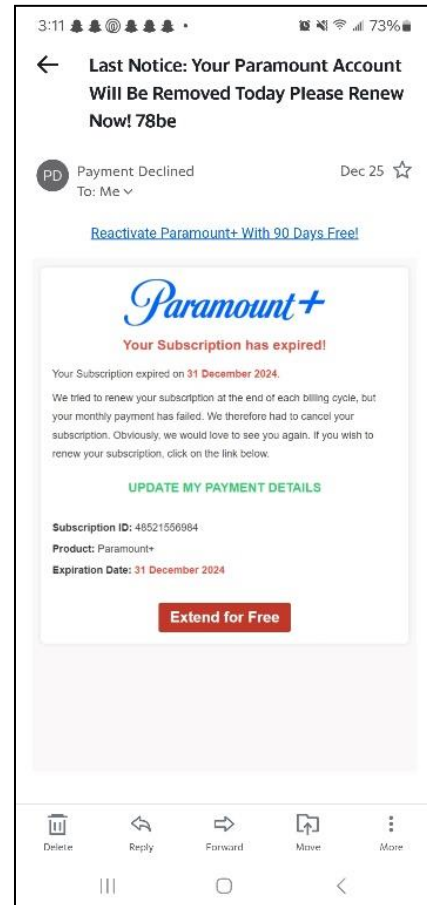 3:11
73%
Last Notice: Your Paramount Account
Will Be Removed Today Please Renew
Now! 78be
PD
Payment Declined
Dec 25
To: Me
Reactivate Paramount+ With 90 Days Free!
Paramount+
Your Subscription has expired!
Your Subscription expired on 31 December 2024.
We tried to renew your subscription at the end of each billing cycle, but
your monthly payment has failed. We therefore had to cancel your
subscription. Obviously, we would love to see you again. If you wish to
renew your subscription, click on the link below.
UPDATE MY PAYMENT DETAILS
Subscription ID: 48521556984
Product: Paramount+
Expiration Date: 31 December 2024
Extend for Free
Delete
Reply
Forward
Move
More